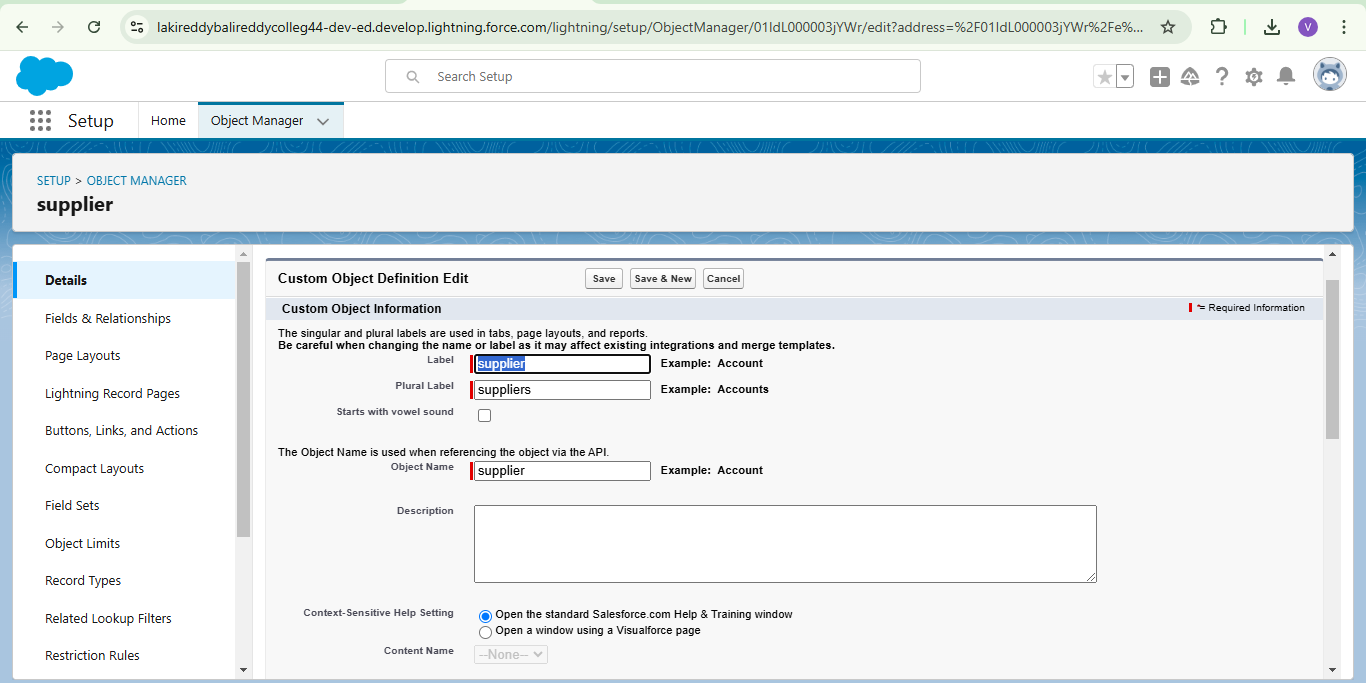 lakireddybalireddycolleg44-dev-ed.develop.lightning.force.com/lightning/setup/ObjectManager/01IdL000003jYWr/edit?address=%2F01IdL000003jYWr%2Fe%...
V
Search Setup
Setup
Home
Object Manager
SETUP > OBJECT MANAGER
supplier
Details
Fields & Relationships
Page Layouts
Lightning Record Pages
Buttons, Links, and Actions
Compact Layouts
Field Sets
Object Limits
Record Types
Related Lookup Filters
Restriction Rules
Custom Object Definition Edit
Save
Save & New
Cancel
Custom Object Information
= Required Information
The singular and plural labels are used in tabs, page layouts, and reports.
Be careful when changing the name or label as it may affect existing integrations and merge templates.
Label supplier Example: Account
Plural Label suppliers Example: Accounts
Starts with vowel sound
The Object Name is used when referencing the object via the API.
Object Name supplier Example: Account
Description
Context-Sensitive Help Setting Open the standard Salesforce.com Help & Training window
Open a window using a Visualforce page
Content Name --None--